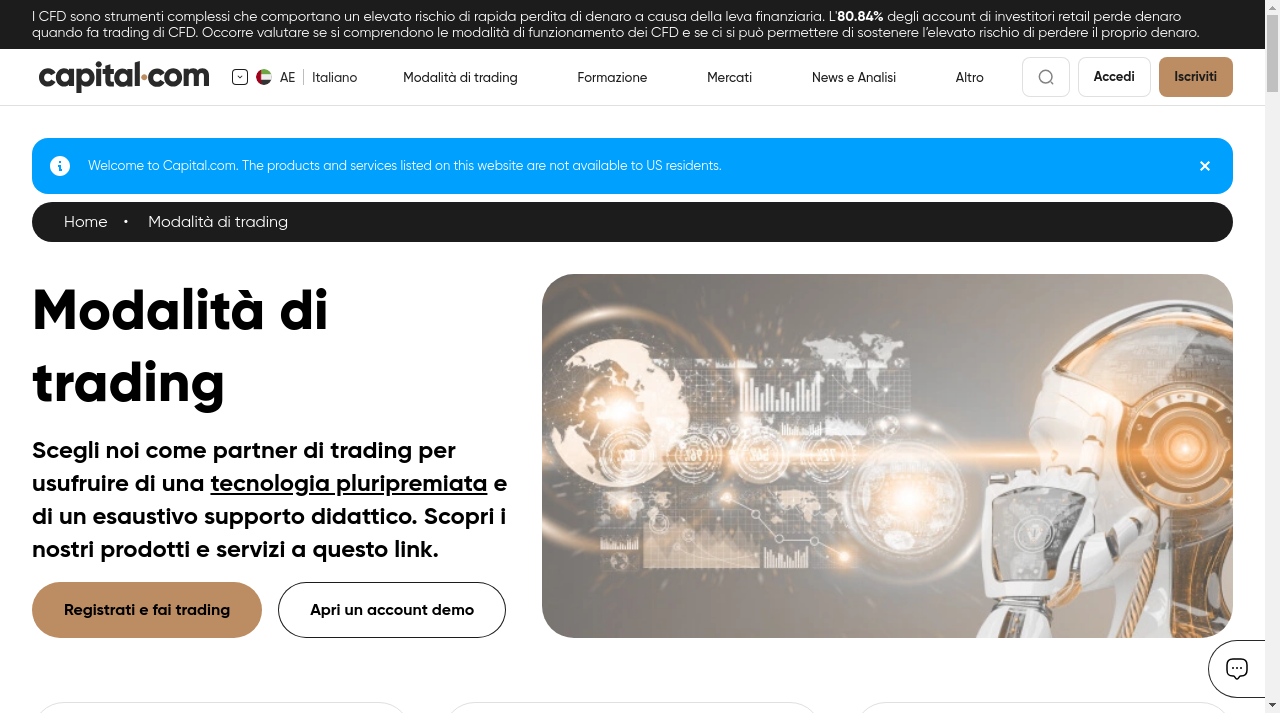 I CFD sono strumenti complessi che comportano un elevato rischio di rapida perdita di denaro a causa della leva finanziaria. L'80.84% degli account di investitori retail perde denaro
quando fa trading di CFD. Occorre valutare se si comprendono le modalità di funzionamento dei CFD e se ci si può permettere di sostenere l’elevato rischio di perdere il proprio denaro.
capital.com
AE
Italiano
Modalità di trading
Formazione
Mercati
News e Analisi
Altro
Accedi
Iscriviti
Welcome to Capital.com. The products and services listed on this website are not available to US residents.
Home • Modalità di trading
Modalità di
trading
Scegli noi come partner di trading per
usufruire di una tecnologia pluripremiata e
di un esaustivo supporto didattico. Scopri i
nostri prodotti e servizi a questo link.
Registrati e fai trading
Apri un account demo